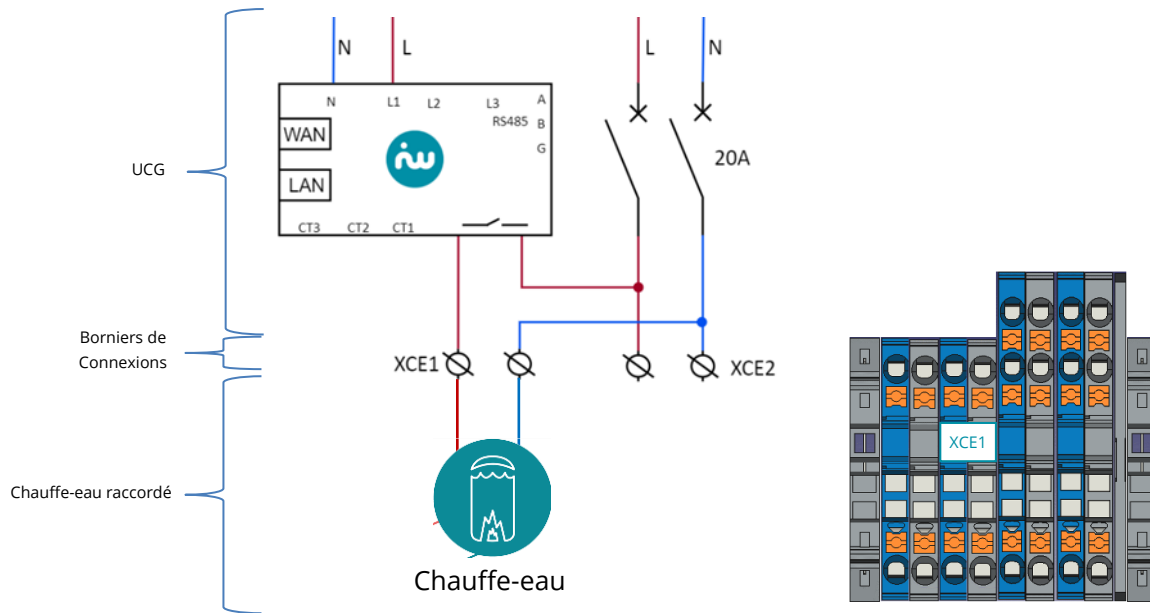 N
L
L
N
N
L1
L2
L3
A
RS485
B
G
WAN
LAN
iw
20A
UCG
CT3
CT2
CT1
Borniers de
Connexions
XCE1
XCE2
XCE1
Chauffe-eau raccordé
Chauffe-eau